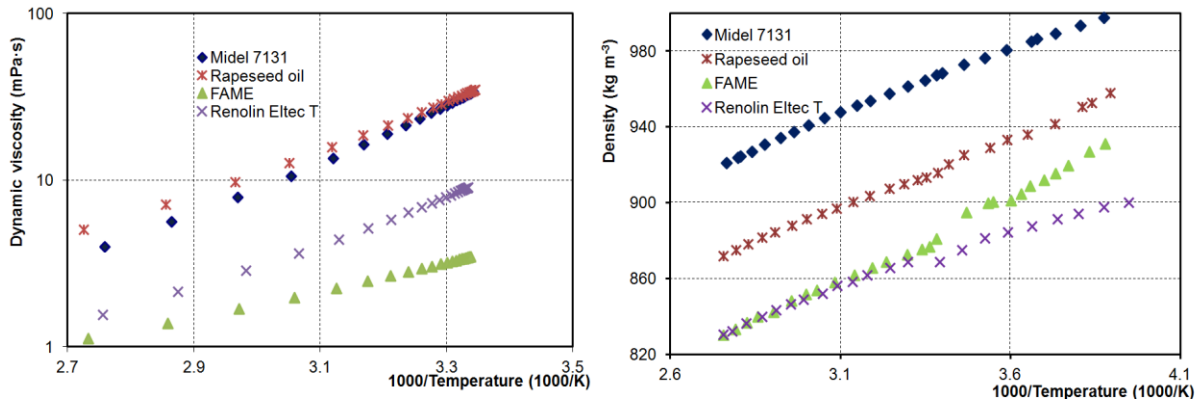 Dynamic viscosity (mPa·s)
100
10
1
Midel 7131
Rapeseed oil
FAME
Renolin Eltec T
2.7 2.9 3.1 3.3 3.5
1000/Temperature (1000/K)
Density (kg m-3)
980
940
900
860
820
Midel 7131
Rapeseed oil
FAME
Renolin Eltec T
2.6 3.1 3.6 4.1
1000/Temperature (1000/K)